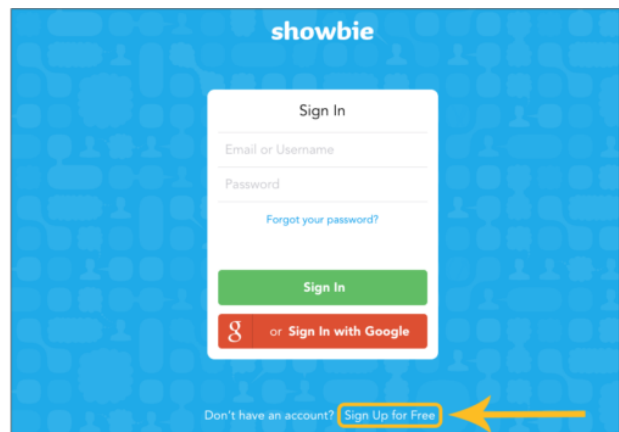 showbie
Sign In
Email or Username
Password
Forgot your password?
Sign In
g or Sign In with Google
Don't have an account? Sign Up for Free